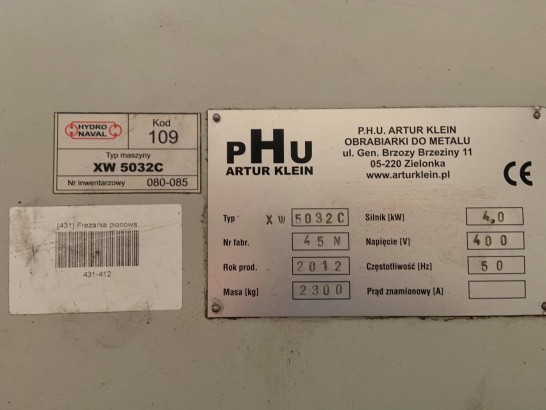 HYDRO
NAVAL
Kod
109
Typ maszyny
XW 5032C
Nr inwentarzowy 080-085
(431) Frezarka pionowa
431-412
PHU
ARTUR KLEIN
P.H.U. ARTUR KLEIN
OBRABIARKI DO METALU
ul. Gen. Brzozy Brzeziny 11
05-220 Zielonka
www.arturklein.pl
CE
Typ XW 5032C
Nr fabr. 45N
Rok prod. 2012
Masa [kg] 2300
Silnik [kW] 4,0
Napięcie [V] 400
Częstotliwość [Hz] 50
Prąd znamionowy [A]